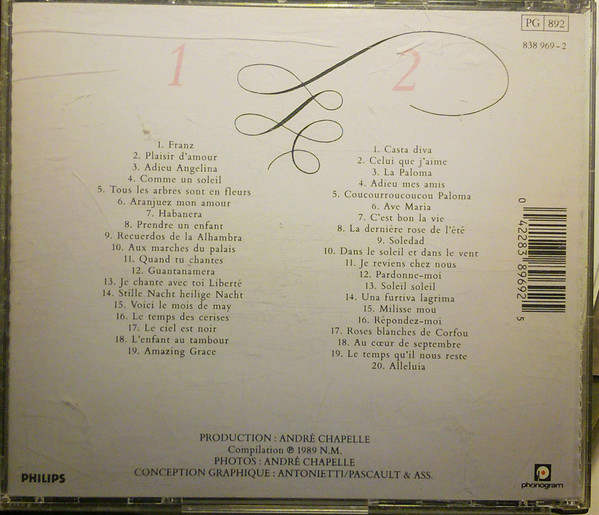 PG 892
838 969-2
1
1. Franz
2. Plaisir d'amour
3. Adieu Angelina
4. Comme un soleil
5. Tous les arbres sont en fleurs
6. Aranjuez mon amour
7. Habanera
8. Prendre un enfant
9. Recuerdos de la Alhambra
10. Aux marches du palais
11. Quand tu chantes
12. Guantanamera
13. Je chante avec toi Liberté
14. Stille Nacht heilige Nacht
15. Voici le mois de may
16. Le temps des cerises
17. Le ciel est noir
18. L'enfant au tambour
19. Amazing Grace
2
1. Casta diva
2. Celui que j'aime
3. La Paloma
4. Adieu mes amis
5. Coucourroucoucou Paloma
6. Ave Maria
7. C'est bon la vie
8. La dernière rose de l'été
9. Soledad
10. Dans le soleil et dans le vent
11. Je reviens chez nous
12. Pardonne-moi
13. Soleil soleil
14. Una furtiva lagrima
15. Milisse mou
16. Répondez-moi
17. Roses blanches de Corfou
18. Au cœur de septembre
19. Le temps qu'il nous reste
20. Alleluia
0 42283 89692 5
PRODUCTION : ANDRÉ CHAPELLE
Compilation ℗ 1989 N.M.
PHOTOS : ANDRÉ CHAPELLE
CONCEPTION GRAPHIQUE : ANTONIETTI/PASCAULT & ASS.
PHILIPS
phonogram